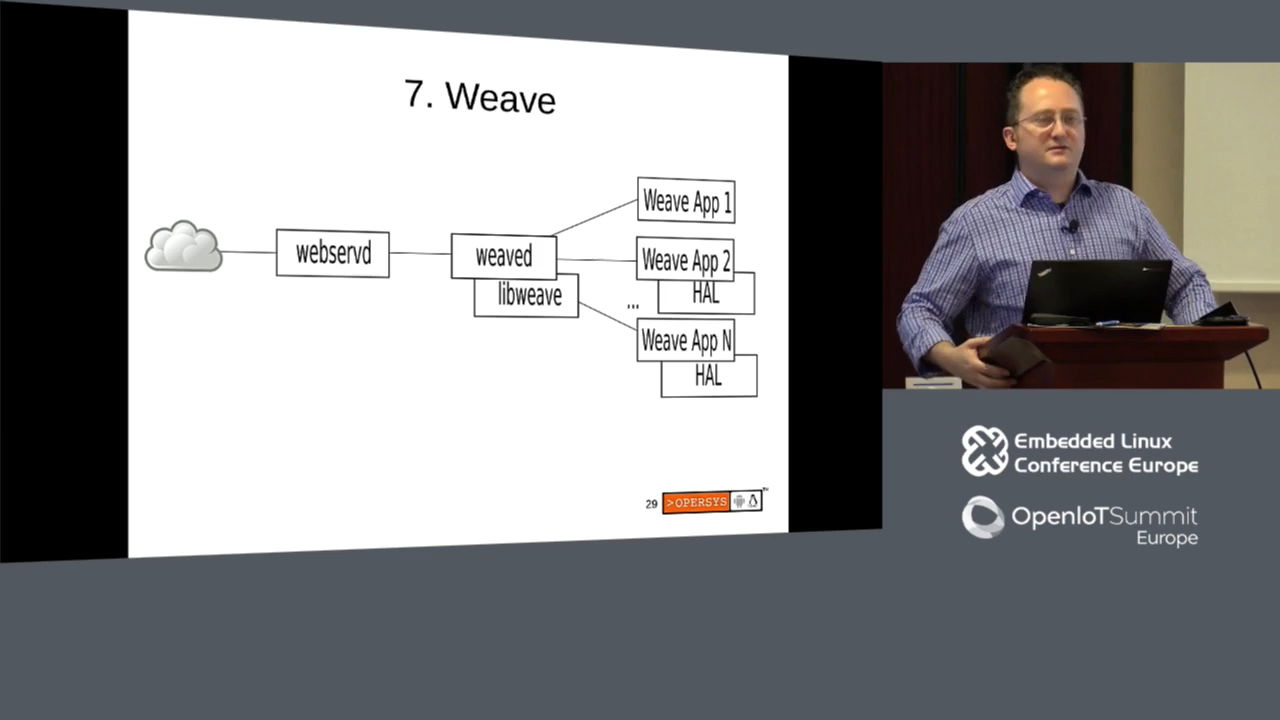 7. Weave
Weave App 1
webservd
weaved
Weave App 2
libweave
HAL
...
Weave App N
HAL
29
>OPERSYS
TM
Embedded Linux
Conference Europe
OpenIoTSummit
Europe